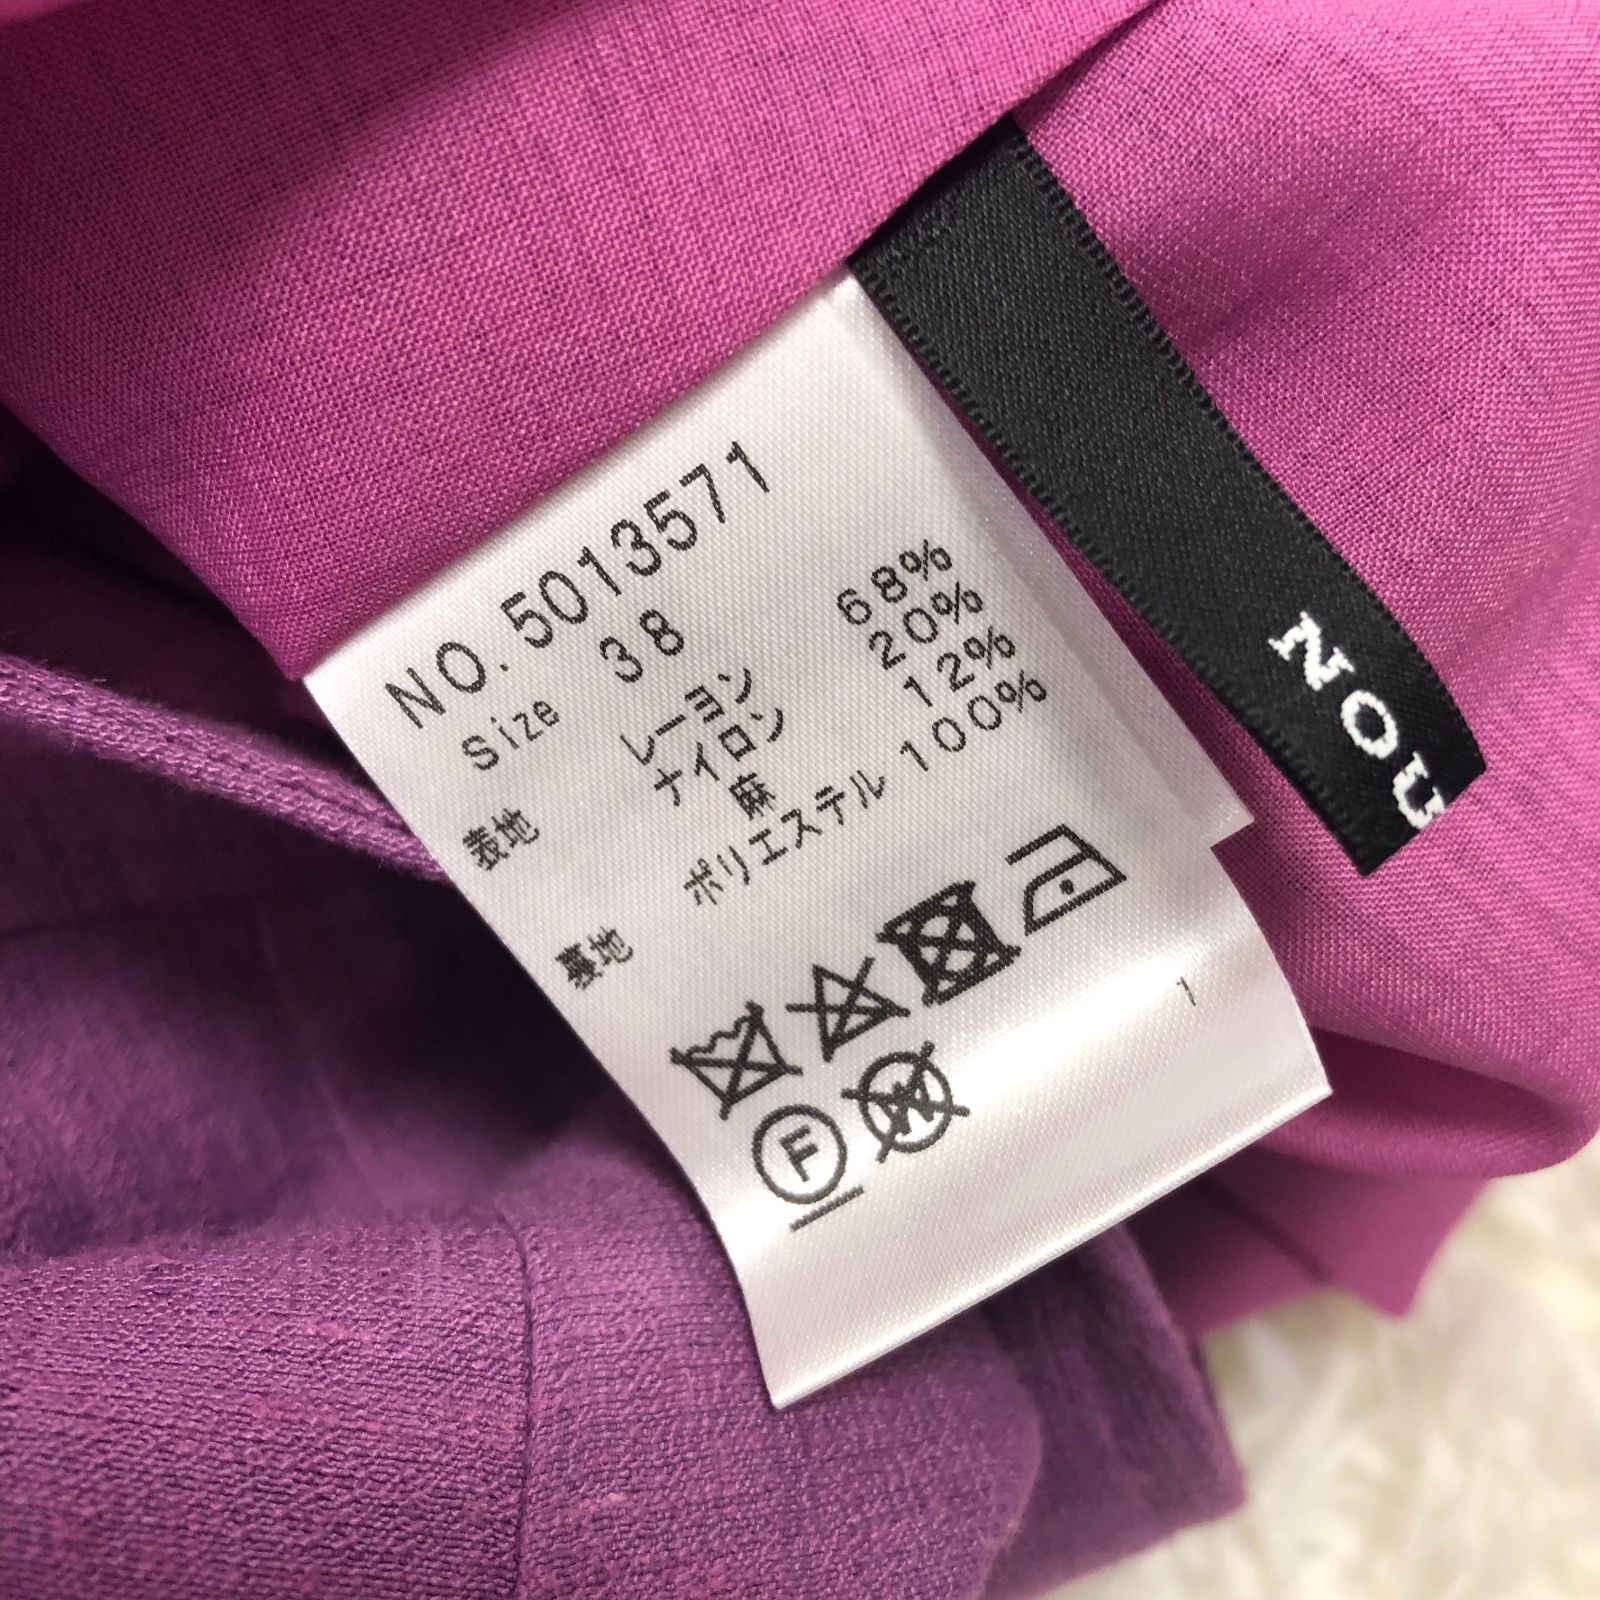 NO.5013571
Size 38
表地 レーヨン 68%
ナイロン 20%
麻 12%
裏地 ポリエステル 100%
F
W
1
NOU